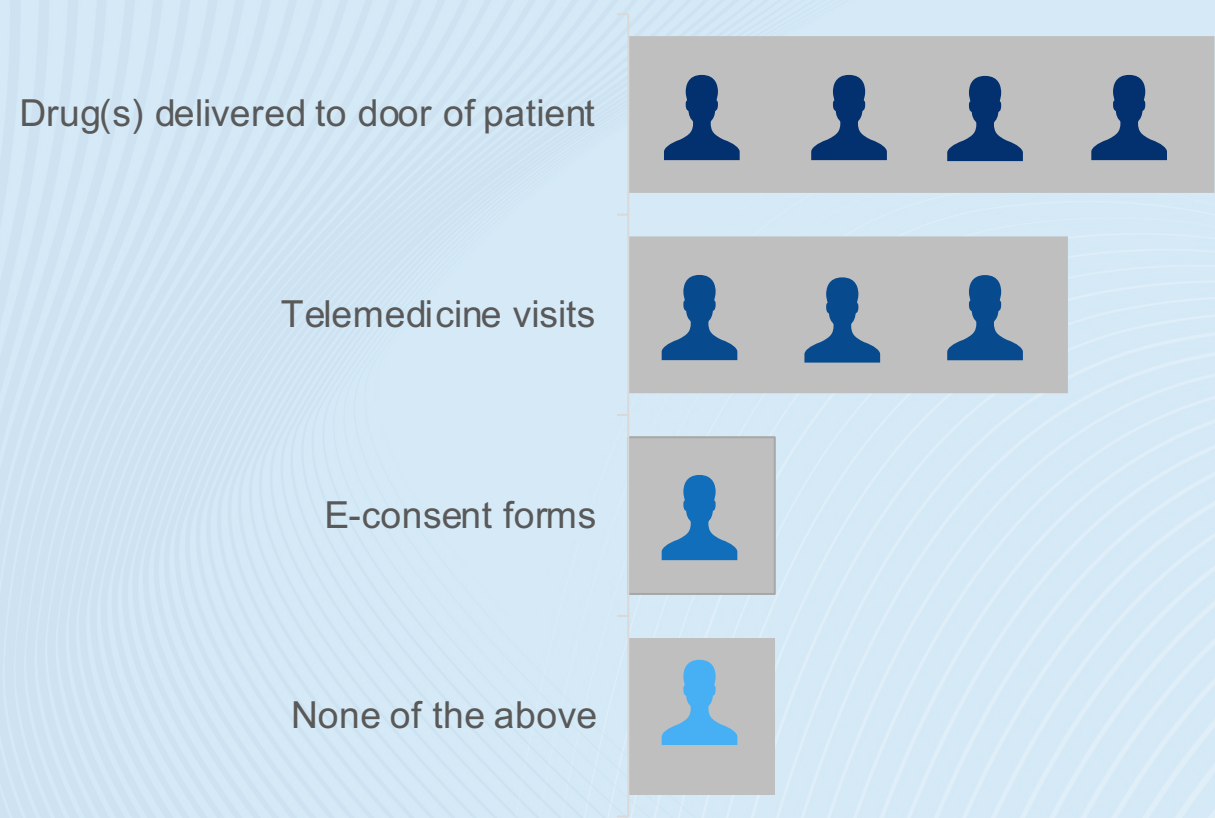 Drug(s) delivered to door of patient
Telemedicine visits
E-consent forms
None of the above